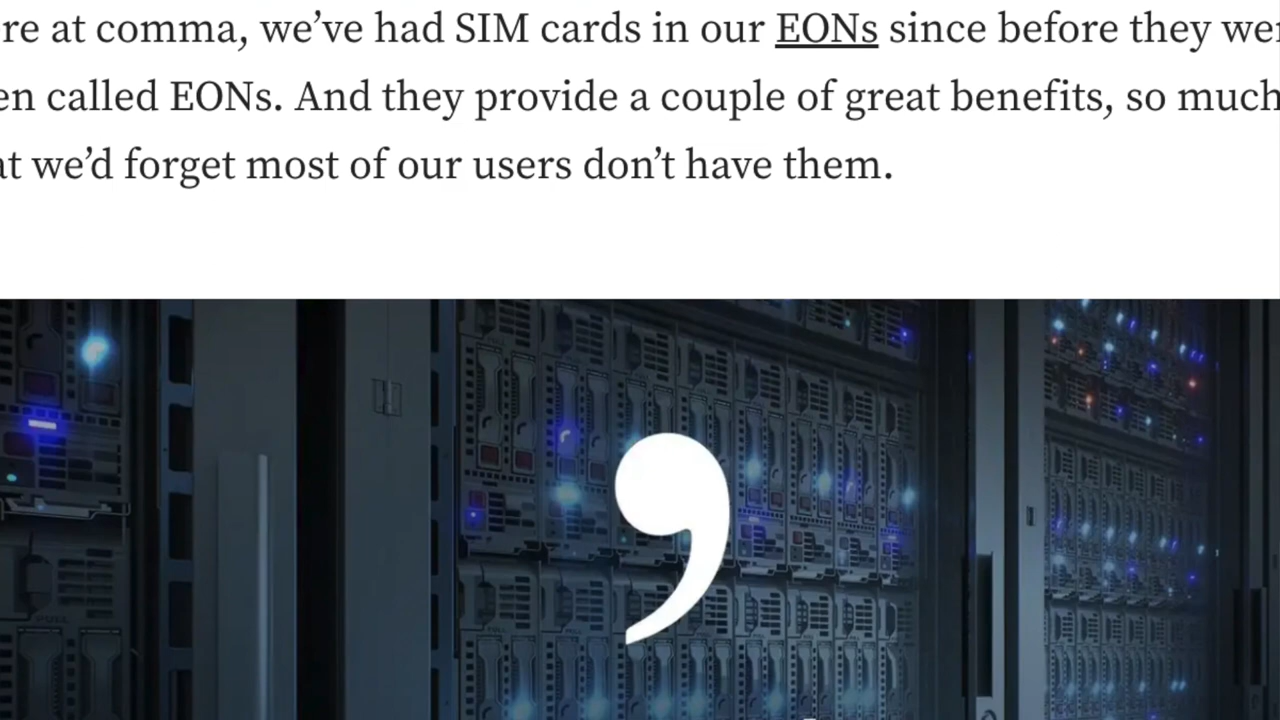 re at comma, we’ve had SIM cards in our EONs since before they wer
en called EONs. And they provide a couple of great benefits, so much
at we’d forget most of our users don’t have them.